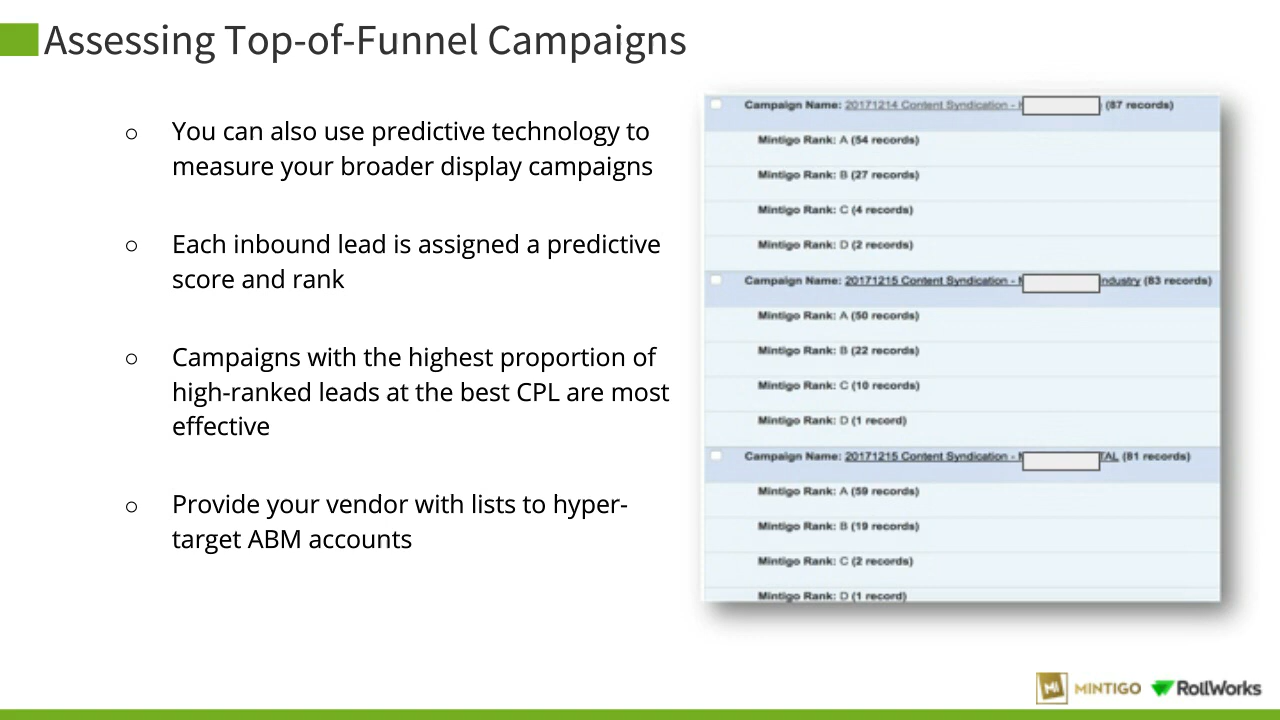 Assessing Top-of-Funnel Campaigns
○ You can also use predictive technology to
measure your broader display campaigns
○ Each inbound lead is assigned a predictive
score and rank
○ Campaigns with the highest proportion of
high-ranked leads at the best CPL are most
effective
○ Provide your vendor with lists to hyper-
target ABM accounts
Campaign Name: 20171214 Content Syndication - (87 records)
Mintigo Rank: A (54 records)
Mintigo Rank: B (27 records)
Mintigo Rank: C (4 records)
Mintigo Rank: D (2 records)
Campaign Name: 20171215 Content Syndication - ndustry (83 records)
Mintigo Rank: A (50 records)
Mintigo Rank: B (22 records)
Mintigo Rank: C (10 records)
Mintigo Rank: D (1 record)
Campaign Name: 20171215 Content Syndication - TAL (81 records)
Mintigo Rank: A (59 records)
Mintigo Rank: B (19 records)
Mintigo Rank: C (2 records)
Mintigo Rank: D (1 record)
MINTIGO RollWorks